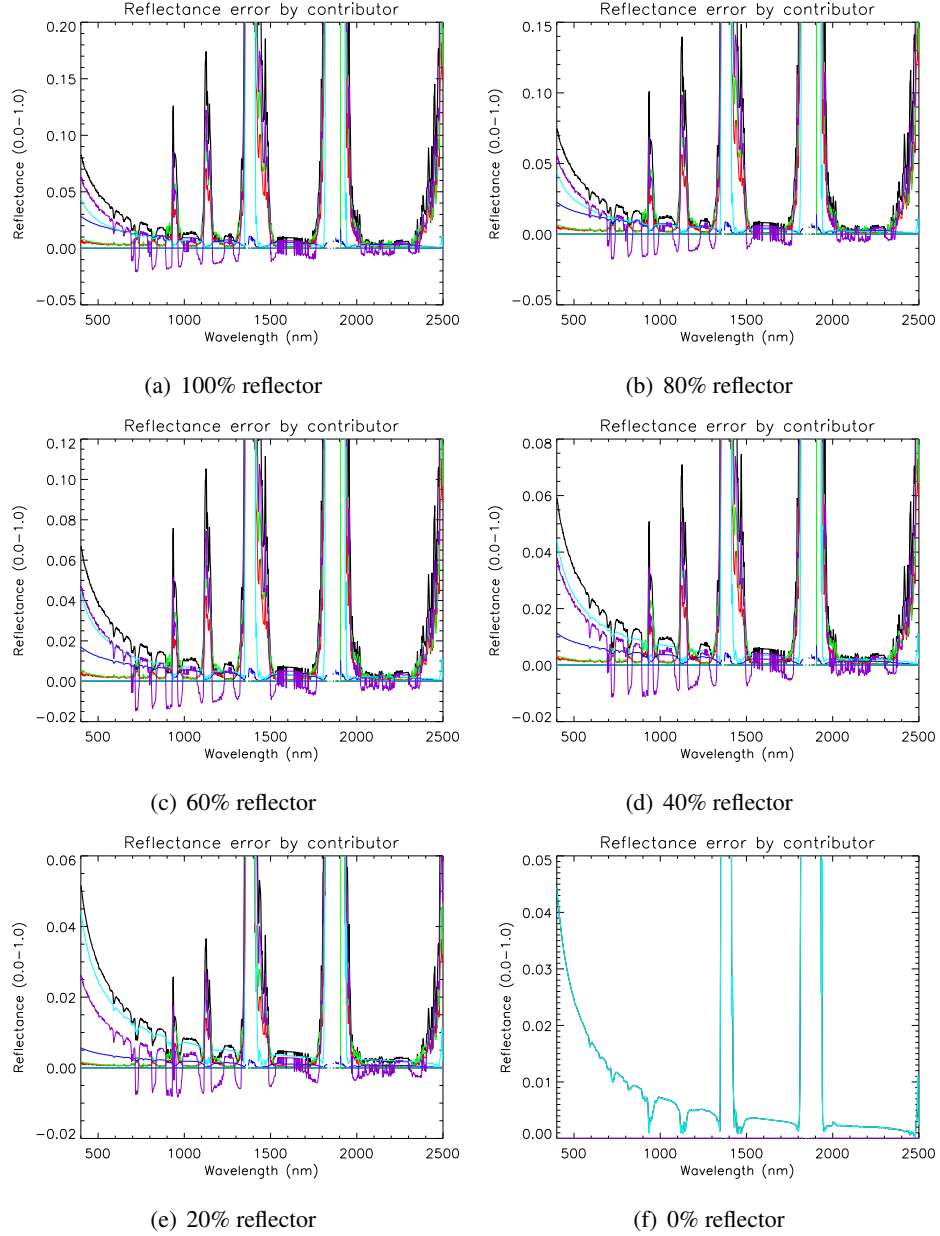 Reflectance error by contributor
0.20
0.15
0.10
0.05
0.00
−0.05
Reflectance (0.0−1.0)
500 1000 1500 2000 2500
Wavelength (nm)
(a) 100% reflector
Reflectance error by contributor
0.15
0.10
0.05
0.00
−0.05
Reflectance (0.0−1.0)
500 1000 1500 2000 2500
Wavelength (nm)
(b) 80% reflector
Reflectance error by contributor
0.12
0.10
0.08
0.06
0.04
0.02
0.00
−0.02
Reflectance (0.0−1.0)
500 1000 1500 2000 2500
Wavelength (nm)
(c) 60% reflector
Reflectance error by contributor
0.08
0.06
0.04
0.02
0.00
−0.02
Reflectance (0.0−1.0)
500 1000 1500 2000 2500
Wavelength (nm)
(d) 40% reflector
Reflectance error by contributor
0.06
0.04
0.02
0.00
−0.02
Reflectance (0.0−1.0)
500 1000 1500 2000 2500
Wavelength (nm)
(e) 20% reflector
Reflectance error by contributor
0.05
0.04
0.03
0.02
0.01
0.00
Reflectance (0.0−1.0)
500 1000 1500 2000 2500
Wavelength (nm)
(f) 0% reflector